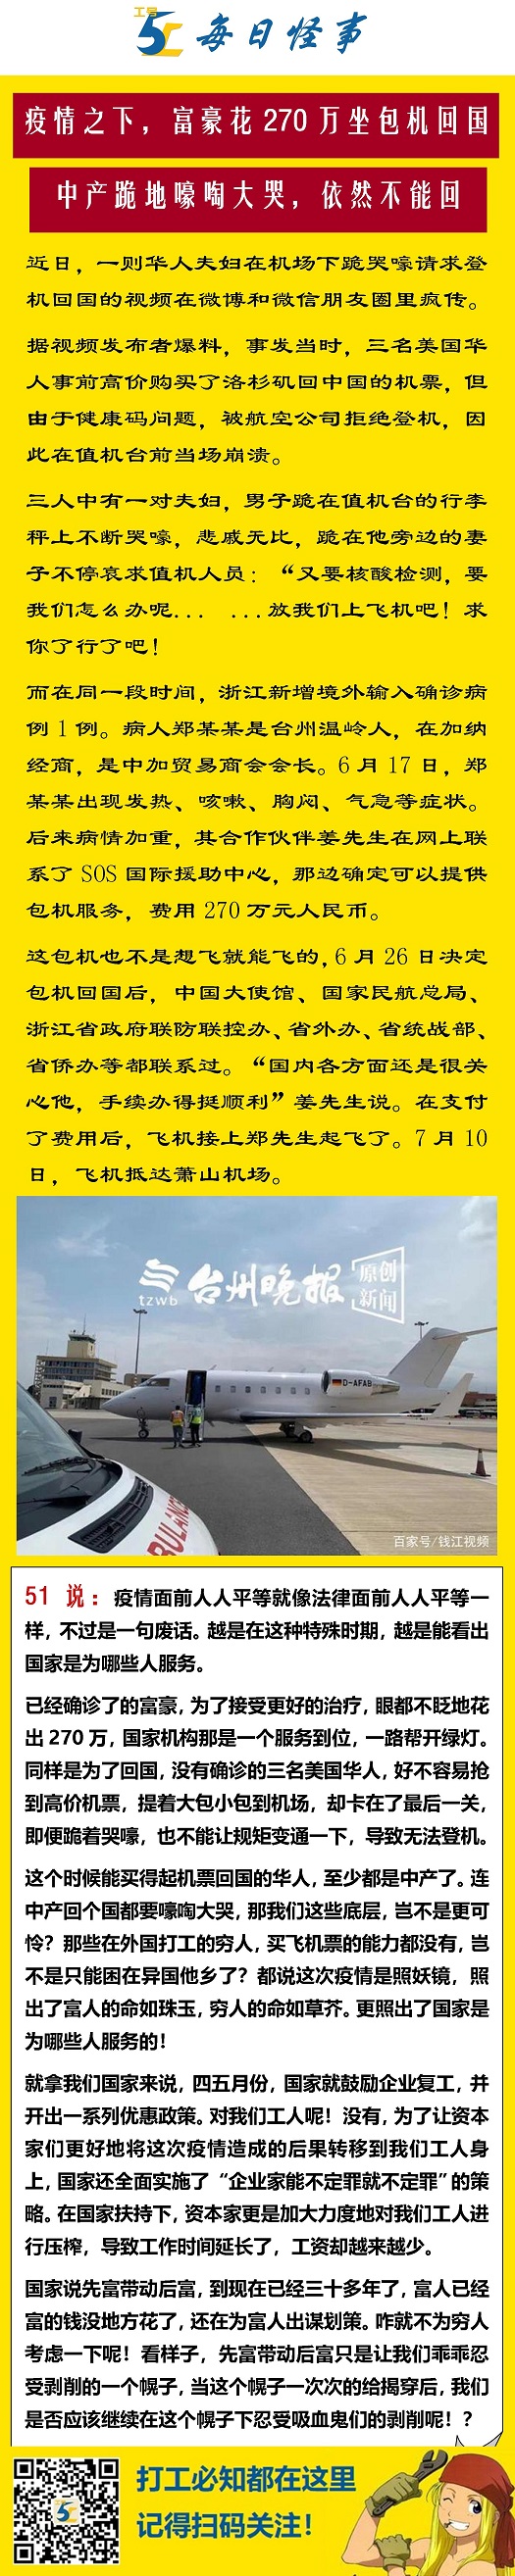 工号
5C 每日怪事
疫情之下，富豪花 270 万坐包机回国
中产跪地嚎啕大哭，依然不能回
近日，一则华人夫妇在机场下跪哭嚎请求登
机回国的视频在微博和微信朋友圈里疯传。
据视频发布者爆料，事发当时，三名美国华
人事前高价购买了洛杉矶回中国的机票，但
由于健康码问题，被航空公司拒绝登机，因
此在值机台前当场崩溃。
三人中有一对夫妇，男子跪在值机台的行李
秤上不断哭嚎，悲戚无比，跪在他旁边的妻
子不停哀求值机人员：“又要核酸检测，要
我们怎么办呢... ...放我们上飞机吧！求
你了行了吧！
而在同一段时间，浙江新增境外输入确诊病
例 1 例。病人郑某某是台州温岭人，在加纳
经商，是中加贸易商会会长。6 月 17 日，郑
某某出现发热、咳嗽、胸闷、气急等症状。
后来病情加重，其合作伙伴姜先生在网上联
系了 SOS 国际援助中心，那边确定可以提供
包机服务，费用 270 万元人民币。
这包机也不是想飞就能飞的，6 月 26 日决定
包机回国后，中国大使馆、国家民航总局、
浙江省政府联防联控办、省外办、省统战部、
省侨办等都联系过。“国内各方面还是很关
心他，手续办得挺顺利”姜先生说。在支付
了费用后，飞机接上郑先生起飞了。7 月 10
日，飞机抵达萧山机场。
tzwb 台州晚报 原创
新闻
D-AFAB
BULANCE
百家号/钱江视频
51 说：疫情面前人人平等就像法律面前人人平等一
样，不过是一句废话。越是在这种特殊时期，越是能看出
国家是为哪些人服务。
已经确诊了的富豪，为了接受更好的治疗，眼都不眨地花
出 270 万，国家机构那是一个服务到位，一路帮开绿灯。
同样是为了回国，没有确诊的三名美国华人，好不容易抢
到高价机票，提着大包小包到机场，却卡在了最后一关，
即便跪着哭嚎，也不能让规矩变通一下，导致无法登机。
这个时候能买得起机票回国的华人，至少都是中产了。连
中产回个国都要嚎啕大哭，那我们这些底层，岂不是更可
怜？那些在外国打工的穷人，买飞机票的能力都没有，岂
不是只能困在异国他乡了？都说这次疫情是照妖镜，照
出了富人的命如珠玉，穷人的命如草芥。更照出了国家是
为哪些人服务的！
就拿我们国家来说，四五月份，国家就鼓励企业复工，并
开出一系列优惠政策。对我们工人呢！没有，为了让资本
家们更好地将这次疫情造成的后果转移到我们工人身
上，国家还全面实施了“企业家能不定罪就不定罪”的策
略。在国家扶持下，资本家更是加大力度地对我们工人进
行压榨，导致工作时间延长了，工资却越来越少。
国家说先富带动后富，到现在已经三十多年了，富人已经
富的钱没地方花了，还在为富人出谋划策。咋就不为穷人
考虑一下呢！看样子，先富带动后富只是让我们乖乖忍
受剥削的一个幌子，当这个幌子一次次的给揭穿后，我们
是否应该继续在这个幌子下忍受吸血鬼们的剥削呢！？
打工必知都在这里
记得扫码关注！